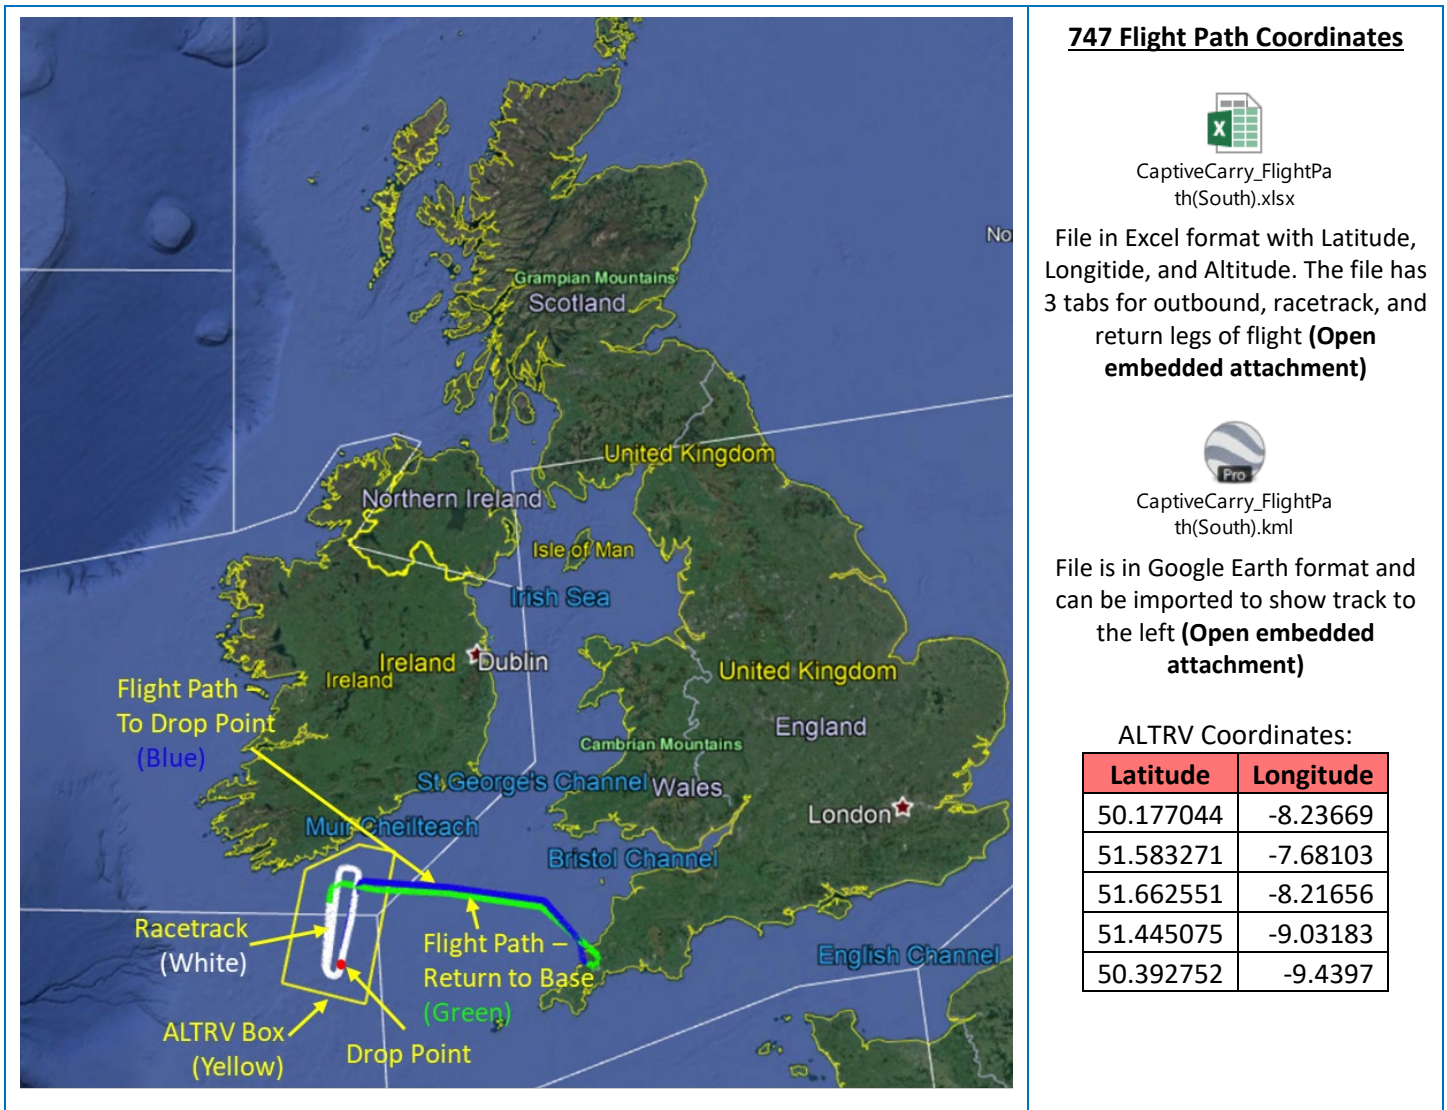 No
Grampian Mountains
Scotland
United Kingdom
Northern Ireland
Isle of Man
Irish Sea
Ireland
Dublin
Ireland
United Kingdom
Flight Path
To Drop Point
(Blue)
England
Cambrian Mountains
St George's Channel
Wales
London
Muir Cheilteach
Bristol Channel
Racetrack
(White)
Flight Path –
Return to Base
(Green)
English Channel
ALTRV Box
(Yellow)
Drop Point
747 Flight Path Coordinates
X
CaptiveCarry_FlightPa
th(South).xlsx
File in Excel format with Latitude,
Longitide, and Altitude. The file has
3 tabs for outbound, racetrack, and
return legs of flight (Open
embedded attachment)
Pro
CaptiveCarry_FlightPa
th(South).kml
File is in Google Earth format and
can be imported to show track to
the left (Open embedded
attachment)
ALTRV Coordinates:
Latitude Longitude
50.177044 -8.23669
51.583271 -7.68103
51.662551 -8.21656
51.445075 -9.03183
50.392752 -9.4397